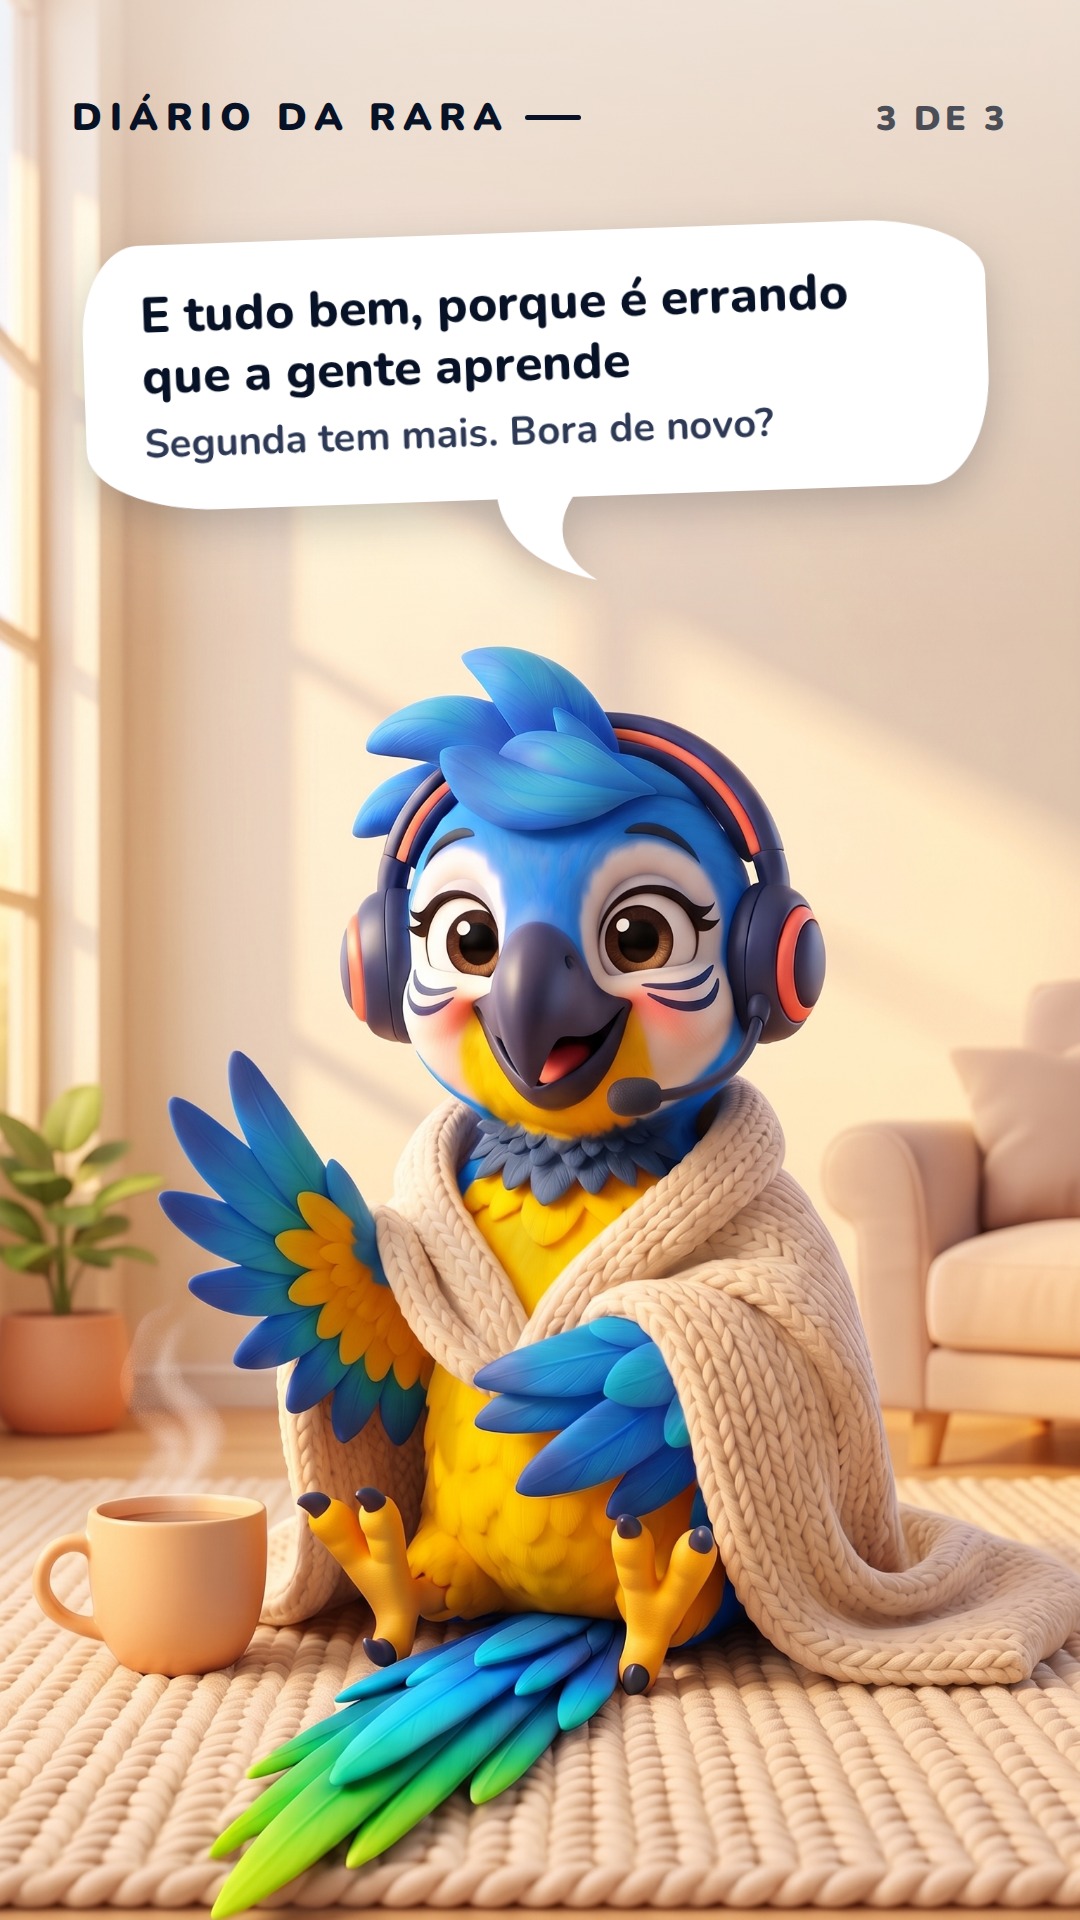 DIÁRIO DA RARA —
3 DE 3
E tudo bem, porque é errando
que a gente aprende
Segunda tem mais. Bora de novo?